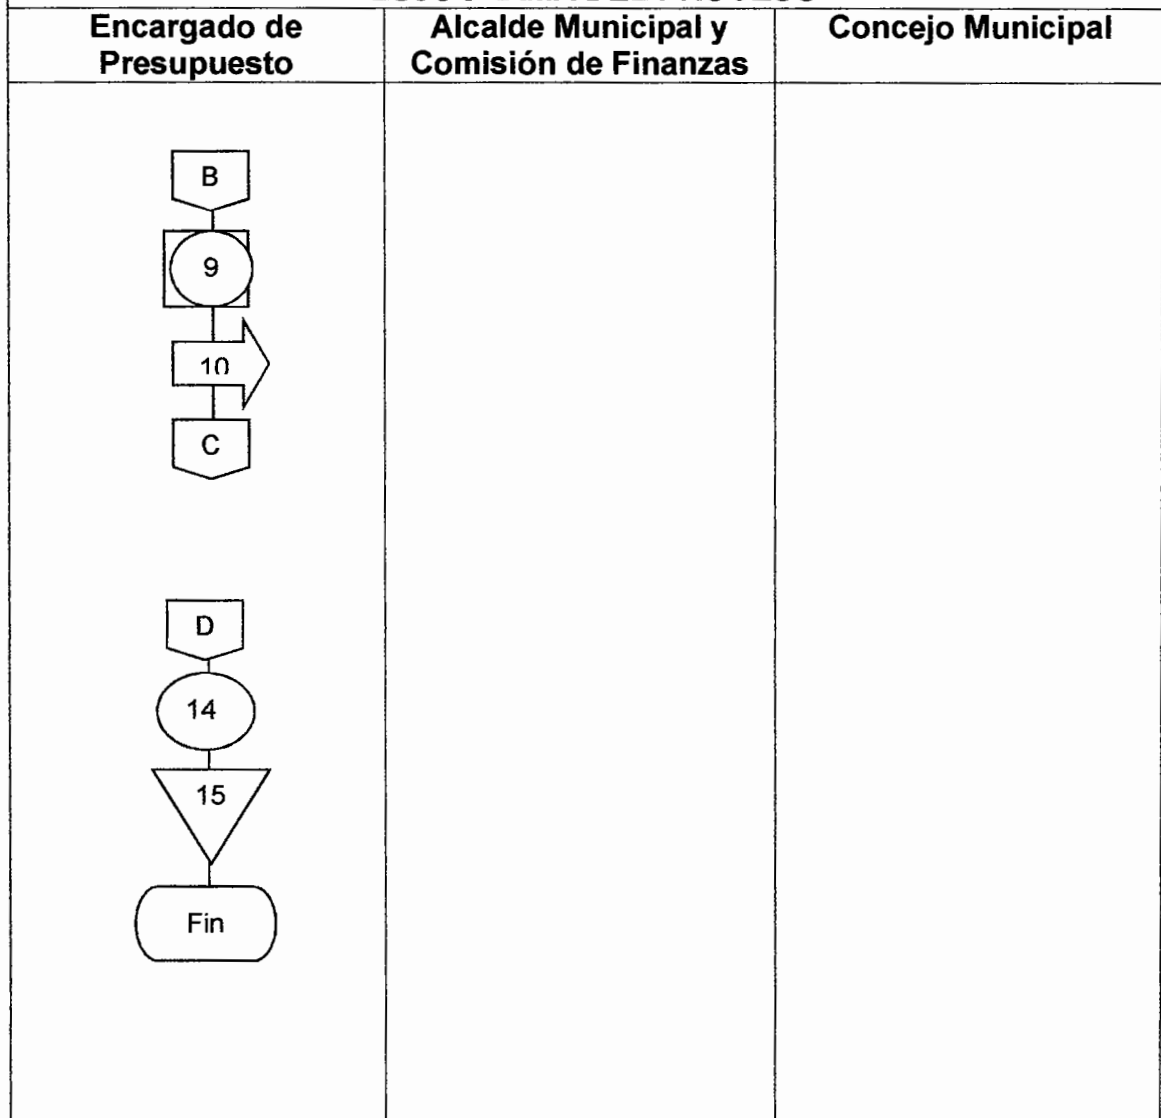 Encargado de
Presupuesto
Alcalde Municipal y
Comisión de Finanzas
Concejo Municipal
B
9
10
C
D
14
15
Fin